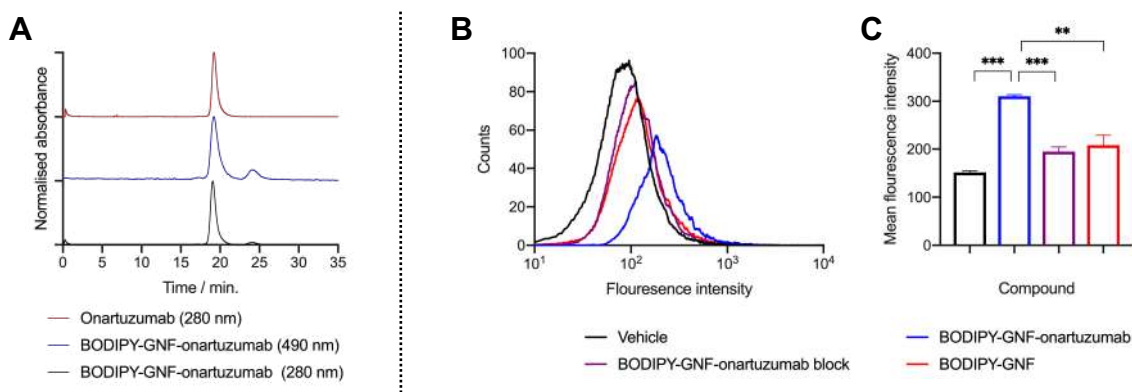 A
Normalised absorbance
0 5 10 15 20 25 30 35
Time / min.
Onartuzumab (280 nm)
BODIPY-GNF-onartuzumab (490 nm)
BODIPY-GNF-onartuzumab (280 nm)
B
Counts
100
80
60
40
20
0
10¹ 10² 10³ 10⁴
Flouresence intensity
Vehicle
BODIPY-GNF-onartuzumab block
C
Mean flourescence intensity
400
300
200
100
0
**
*** ***
Compound
BODIPY-GNF-onartuzumab
BODIPY-GNF